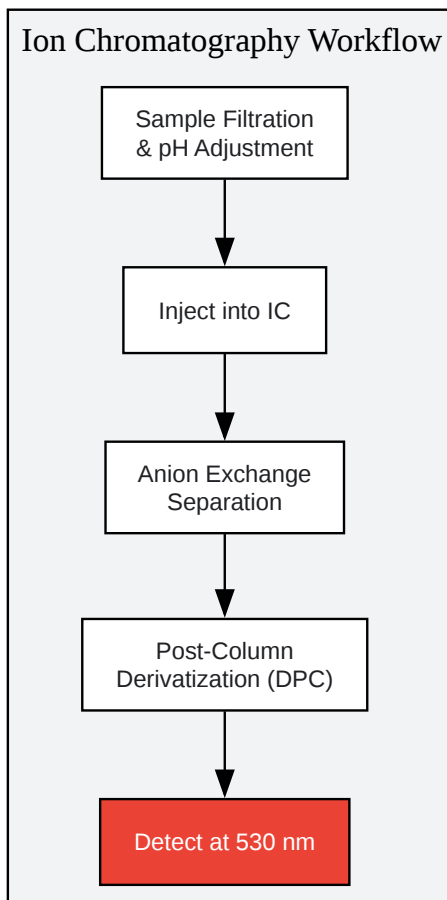 Ion Chromatography Workflow
Sample Filtration
& pH Adjustment
Inject into IC
Anion Exchange
Separation
Post-Column
Derivatization (DPC)
Detect at 530 nm